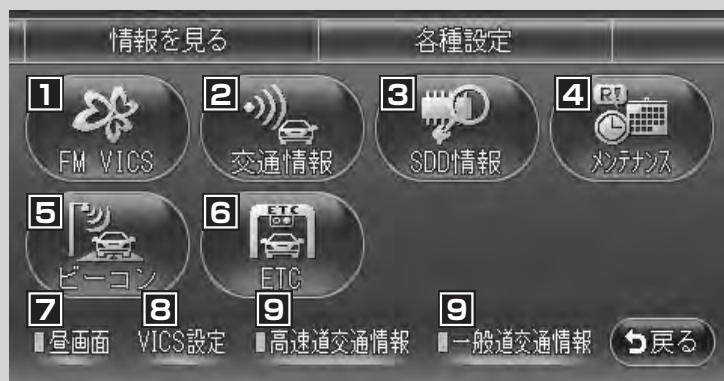 情報を見る 各種設定
1 2 3 4
R!
FM VICS 交通情報 SDD情報 メンテナンス
5 6
ETC
ビーコン ETC
7 8 9 9
昼画面 VICS設定 高速道交通情報 一般道交通情報 戻る